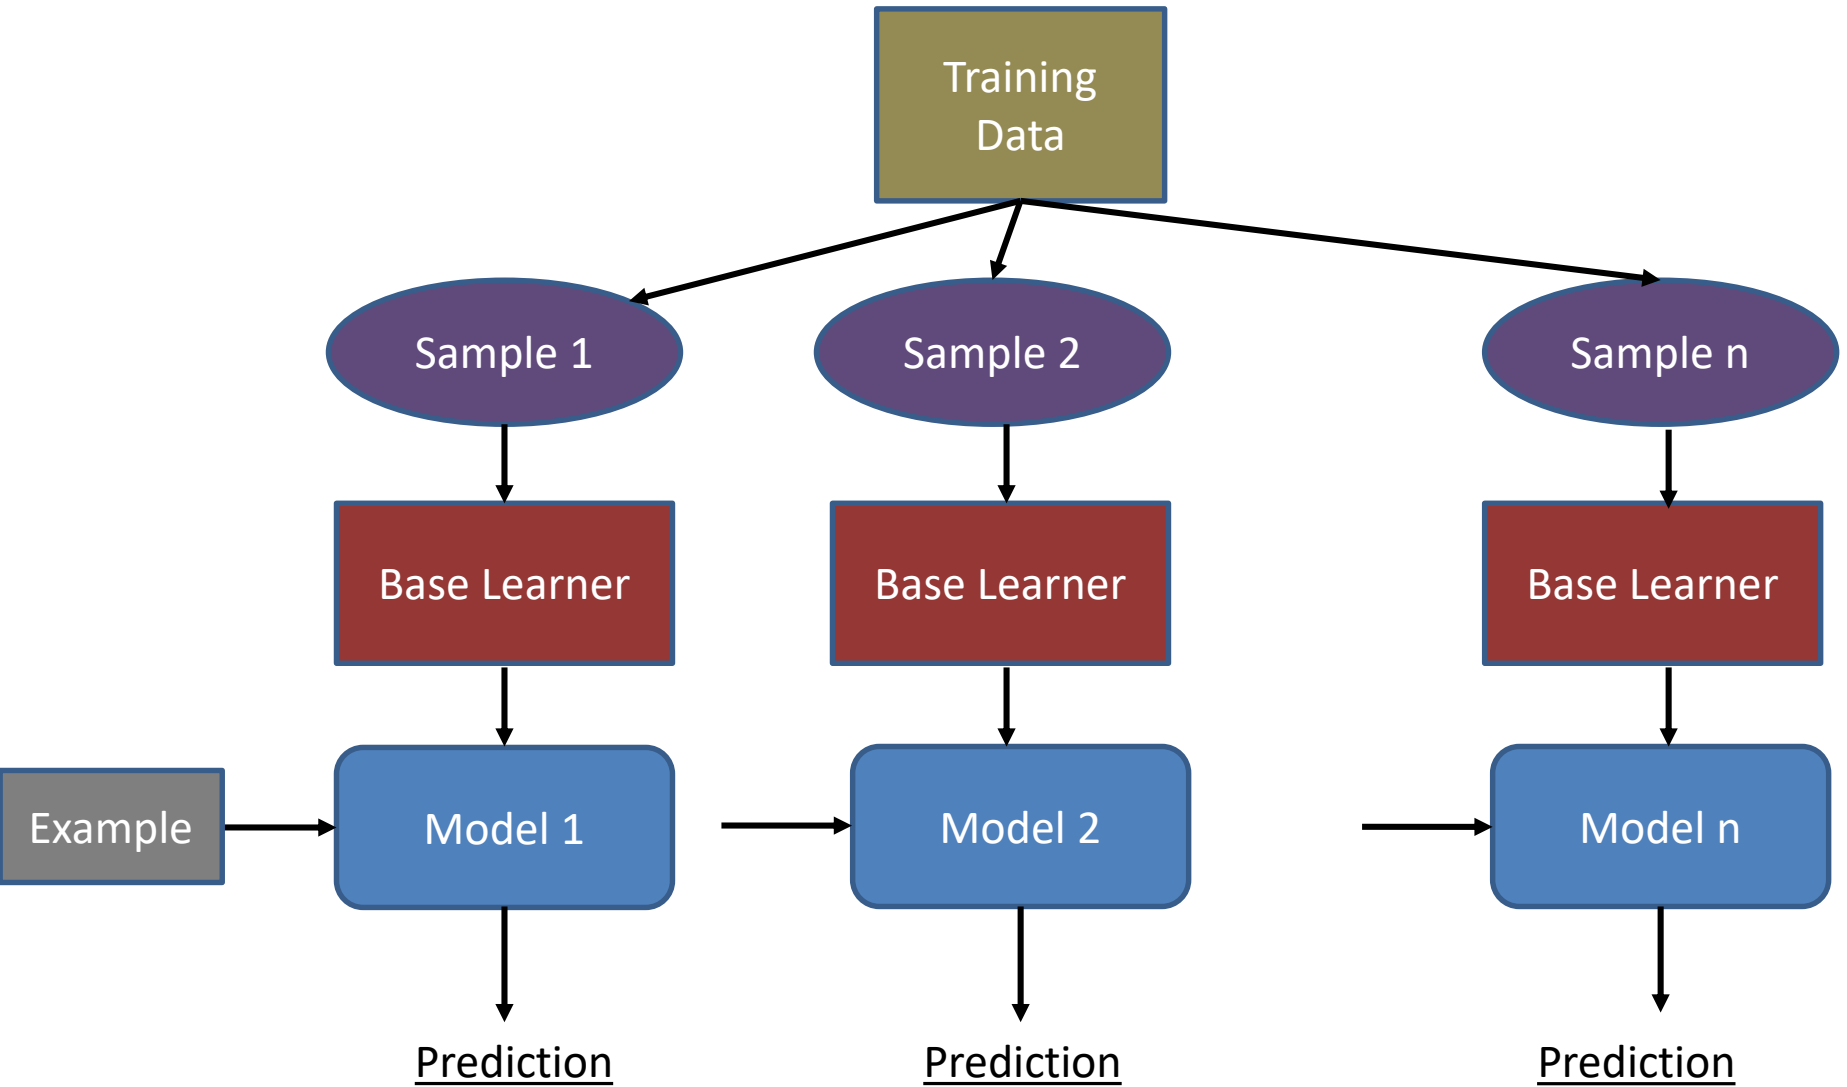 Training
Data
Sample 1
Sample 2
Sample n
Base Learner
Base Learner
Base Learner
Example
Model 1
Model 2
Model n
Prediction
Prediction
Prediction